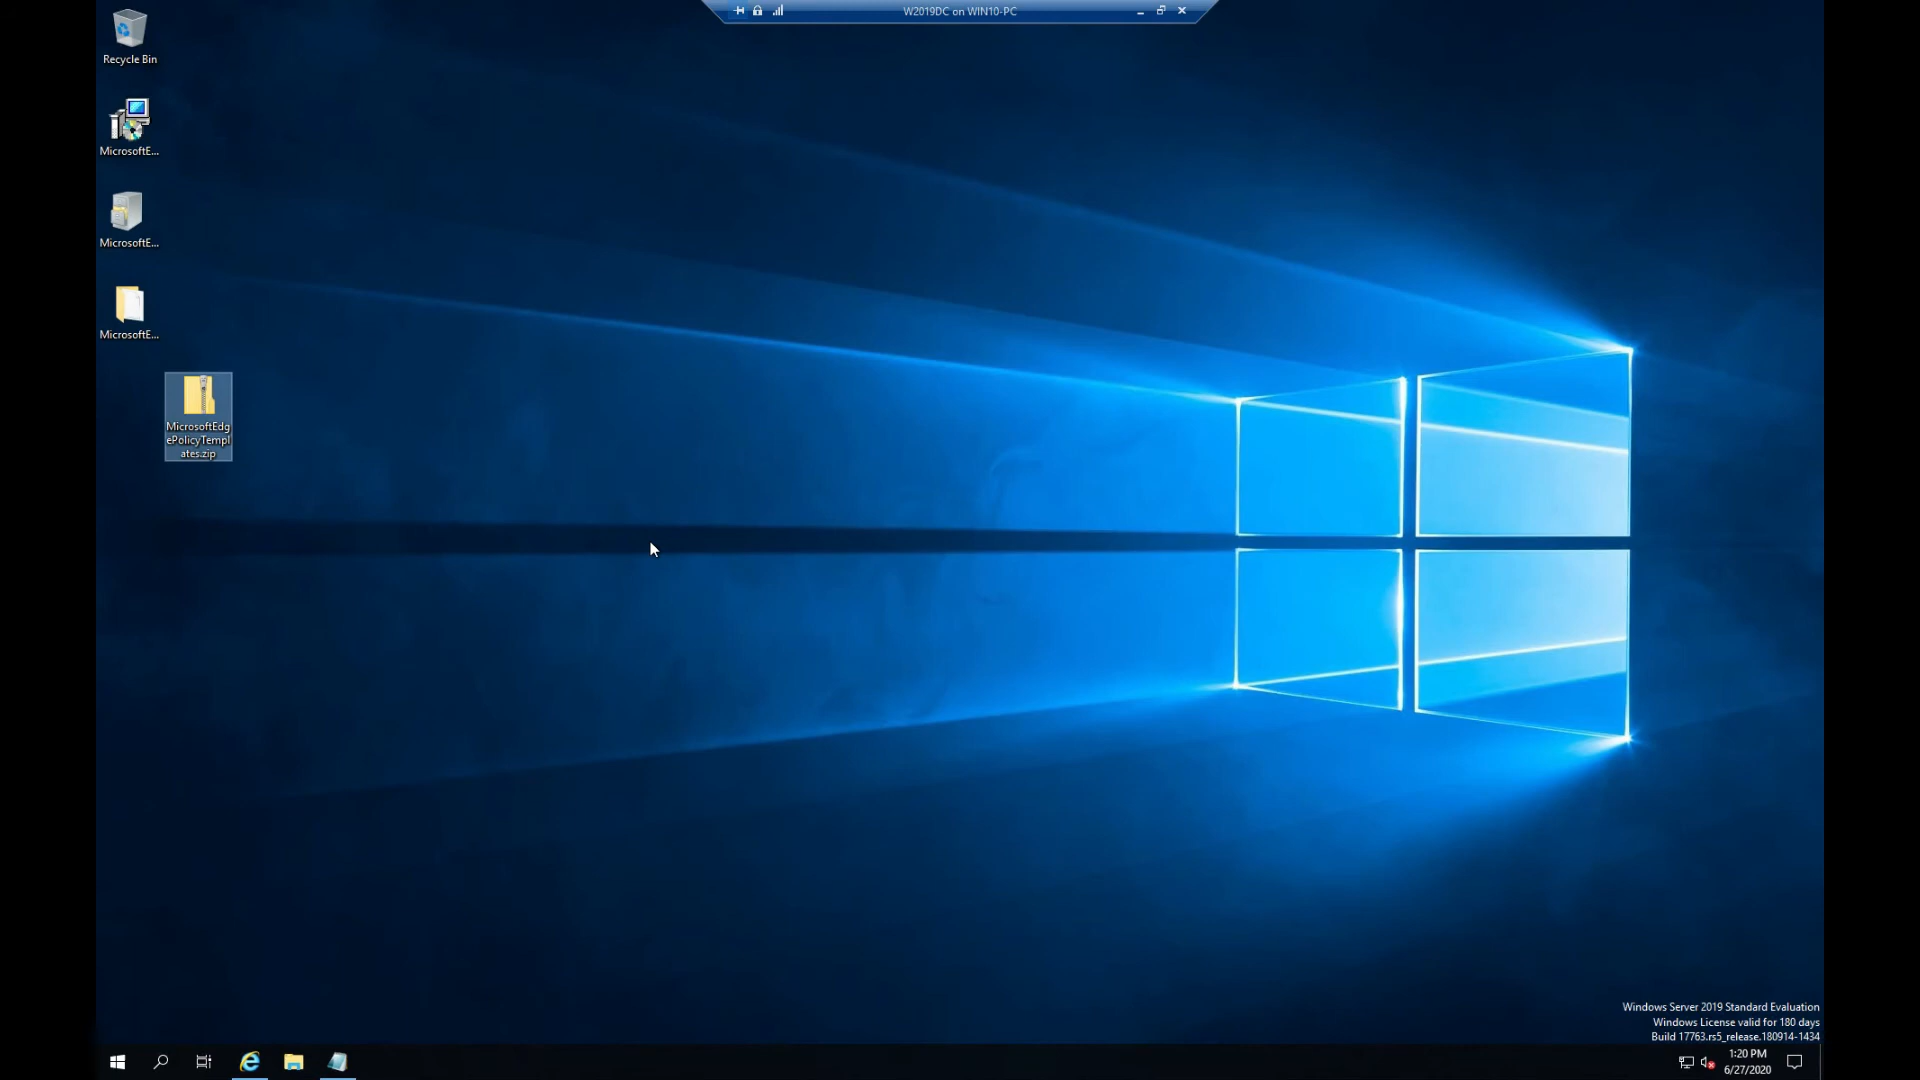 W2019DC on WIN10-PC
Recycle Bin
MicrosoftE...
MicrosoftE...
MicrosoftE...
MicrosoftEdg
ePolicyTempl
ates.zip
Windows Server 2019 Standard Evaluation
Windows License valid for 180 days
Build 17763.rs5_release.180914-1434
1:20 PM
6/27/2020